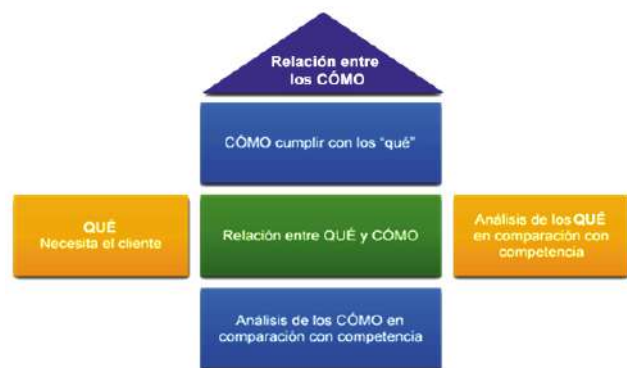 Relación entre
los CÓMO
CÓMO cumplir con los "qué"
QUÉ
Necesita el cliente
Relación entre QUÉ y CÓMO
Análisis de los QUÉ
en comparación con
competencia
Análisis de los CÓMO en
comparación con competencia